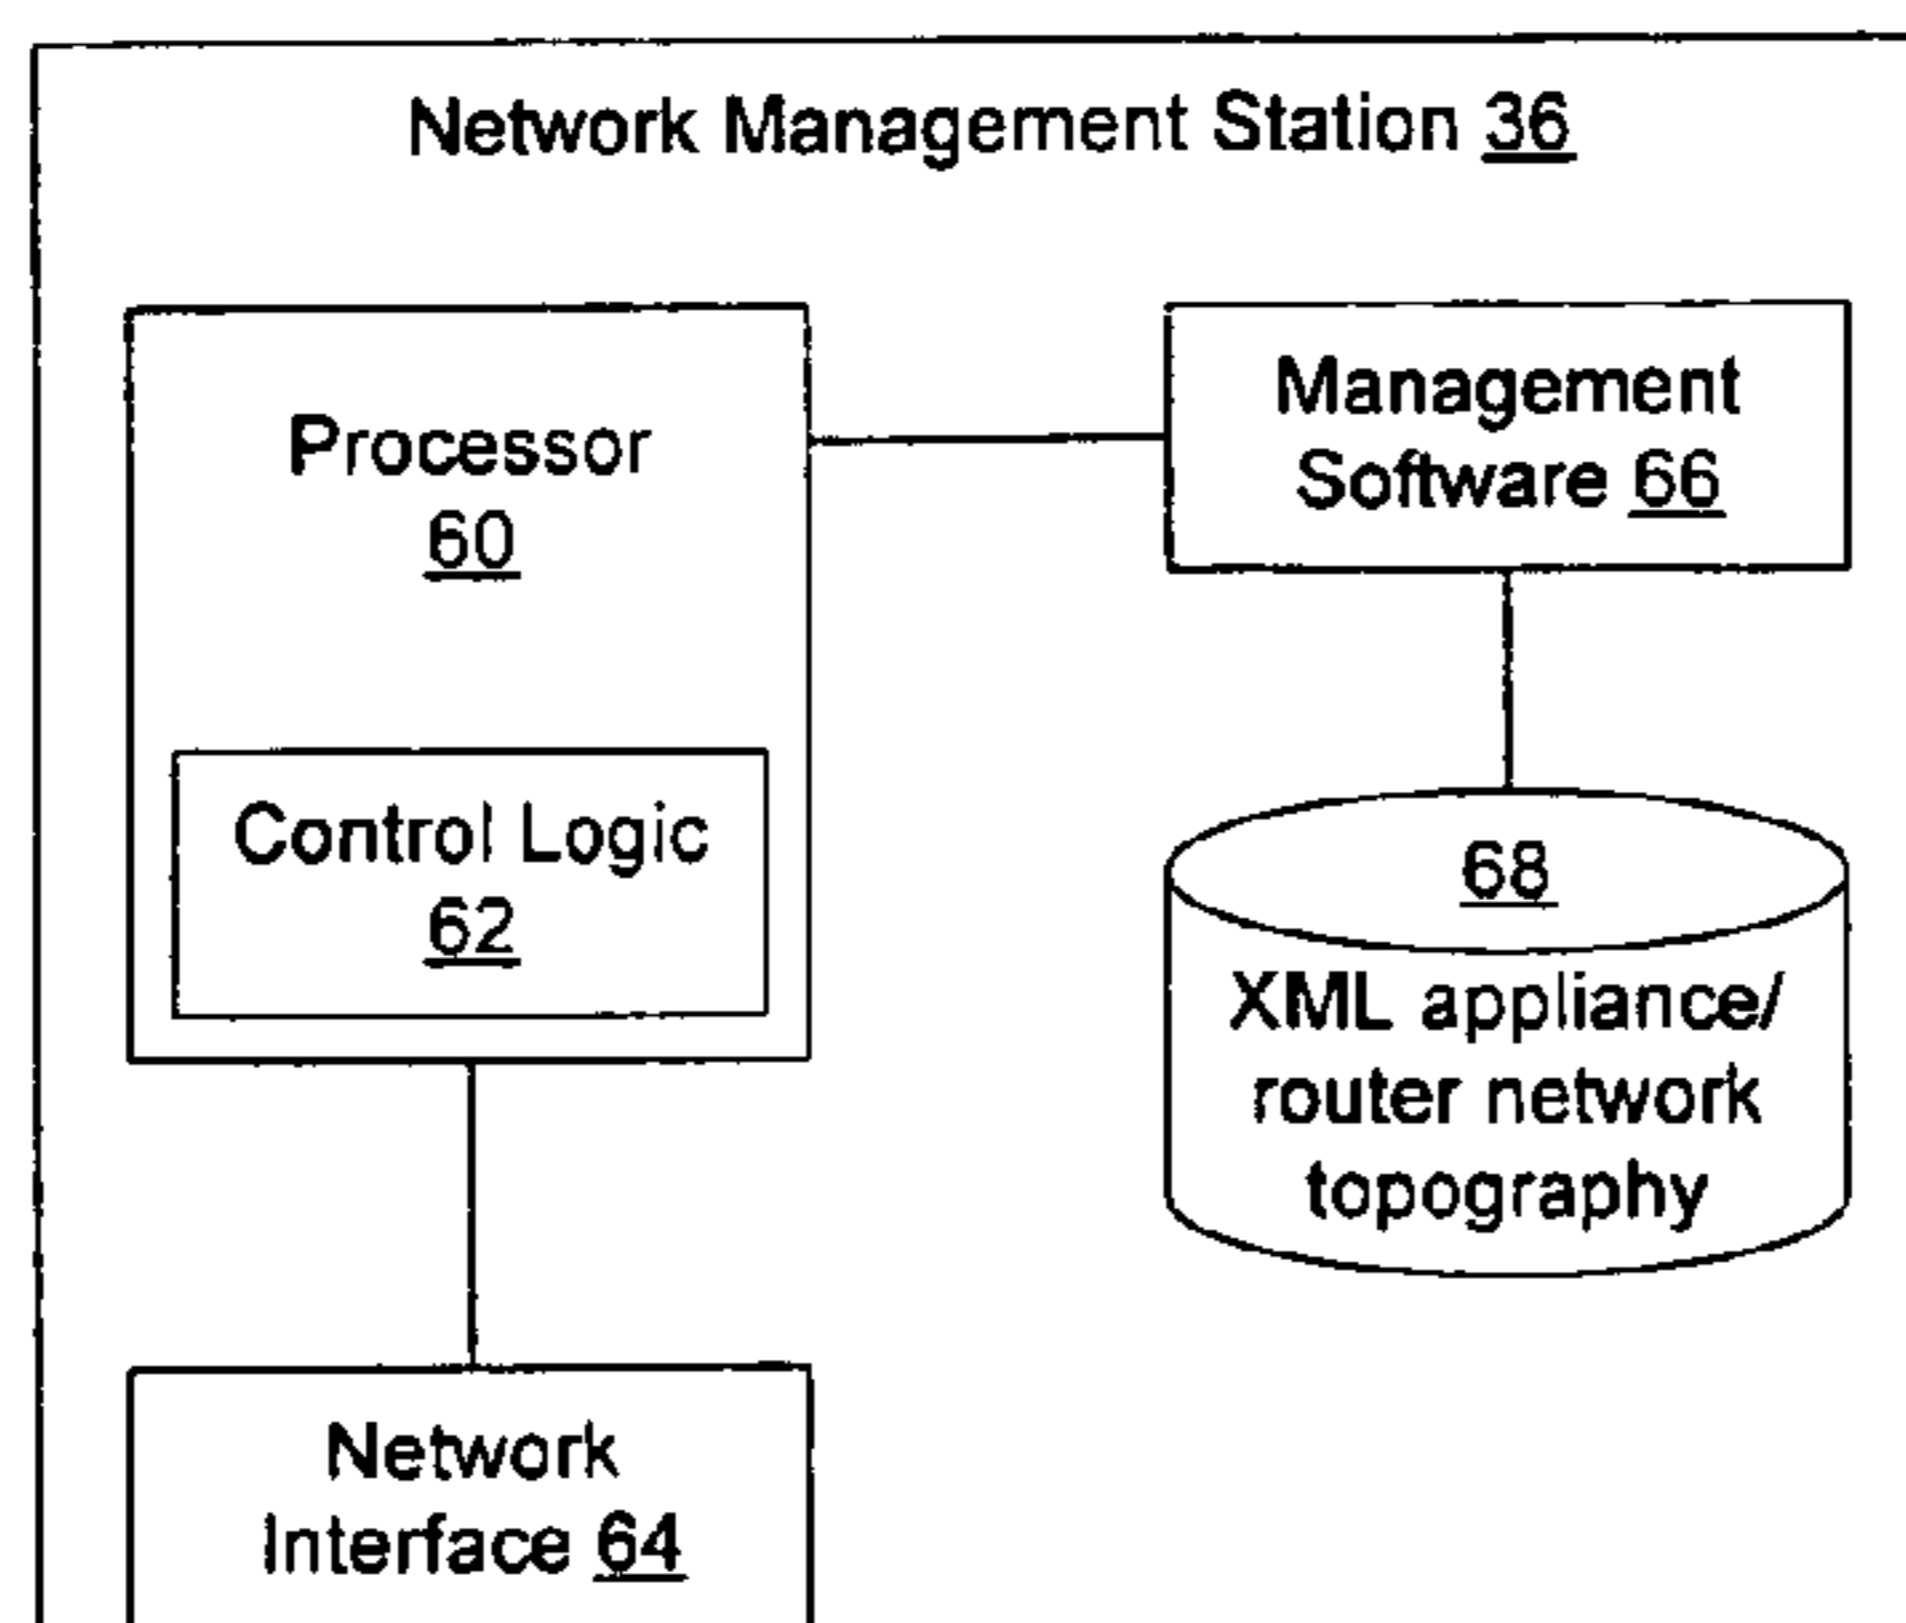 Network Management Station 36
Processor
60
Control Logic
62
Management
Software 66
68
XML appliance/
router network
topography
Network
Interface 64